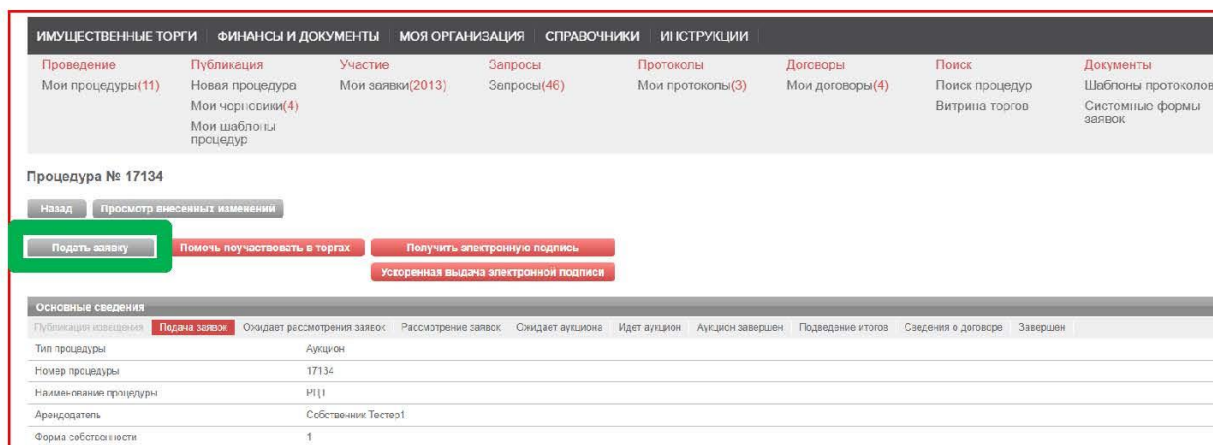 ИМУЩЕСТВЕННЫЕ ТОРГИ ФИНАНСЫ И ДОКУМЕНТЫ МОЯ ОРГАНИЗАЦИЯ СПРАВОЧНИКИ ИНСТРУКЦИИ
Проведение Публикация Участие Запросы Протоколы Договоры Поиск Документы
Мои процедуры(11) Новая процедура Мои заявки(2013) Запросы(46) Мои протоколы(3) Мои договоры(4) Поиск процедур Шаблоны протоколов
Мои черновики(4) Витрина торгов Системные формы
Мои шаблоны заявок
процедур
Процедура № 17134
Назад Просмотр внесенных изменений
Подать заявку Помочь поучаствовать в торгах Получить электронную подпись
Ускоренная выдача электронной подписи
Основные сведения
Публикация извещения Подача заявок Ожидает рассмотрения заявок Рассмотрение заявок Ожидает аукциона Идет аукцион Аукцион завершен Подведение итогов Сведения о договоре Завершен
Тип процедуры Аукцион
Номер процедуры 17134
Наименование процедуры
Арендодатель Собственник Тестер1
Форма собственности 1